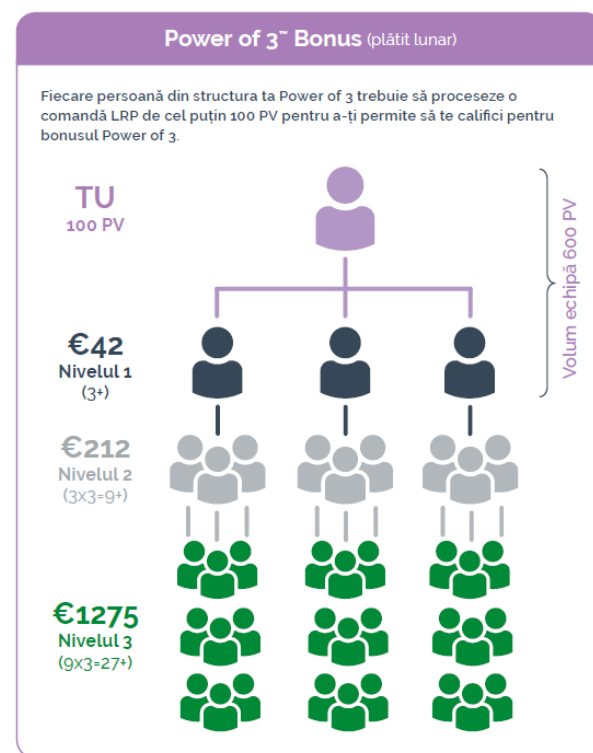 Power of 3™ Bonus (plătit lunar)
Fiecare persoană din structura ta Power of 3 trebuie să proceseze o
comandă LRP de cel puțin 100 PV pentru a-ți permite să te califici pentru
bonusul Power of 3.
TU
100 PV
Volum echipă 600 PV
€42
Nivelul 1
(3+)
€212
Nivelul 2
(3x3=9+)
€1275
Nivelul 3
(9x3=27+)